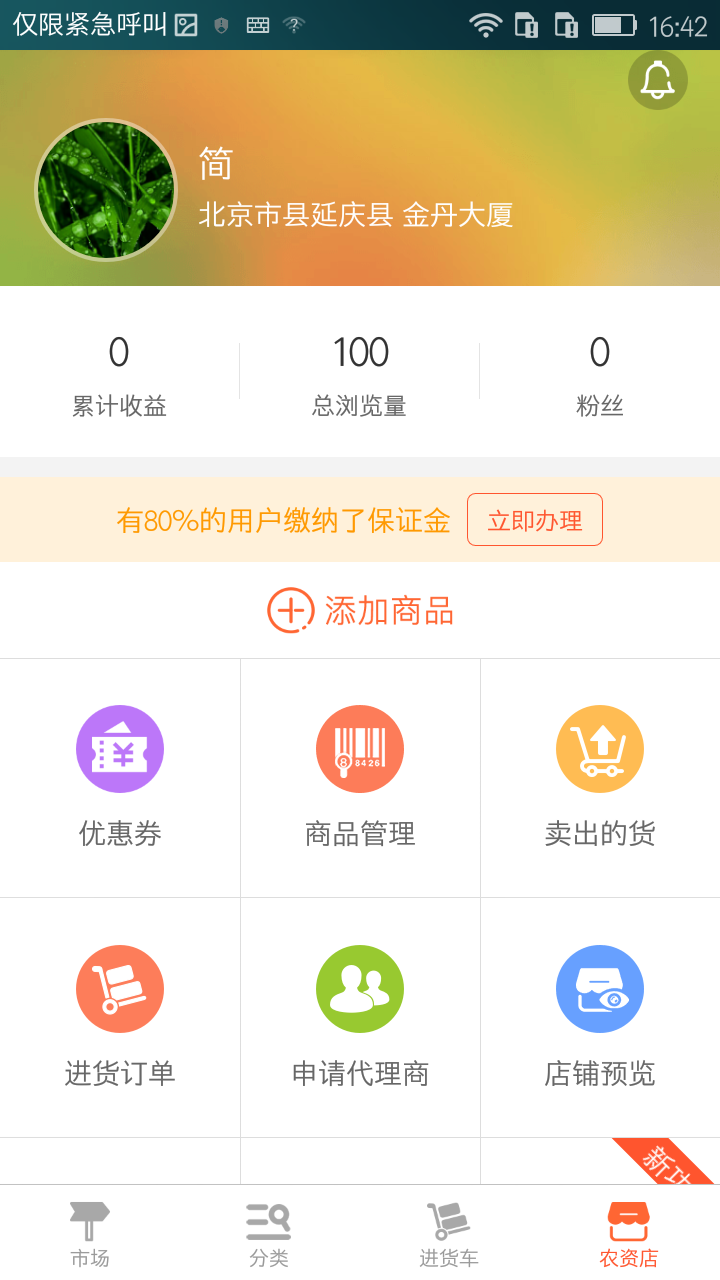 仅限紧急呼叫 16:42
简
北京市县延庆县 金丹大厦
0 100 0
累计收益 总浏览量 粉丝
有80%的用户缴纳了保证金 立即办理
添加商品
8 8426
优惠券 商品管理 卖出的货
进货订单 申请代理商 店铺预览
新功
市场 分类 进货车 农资店